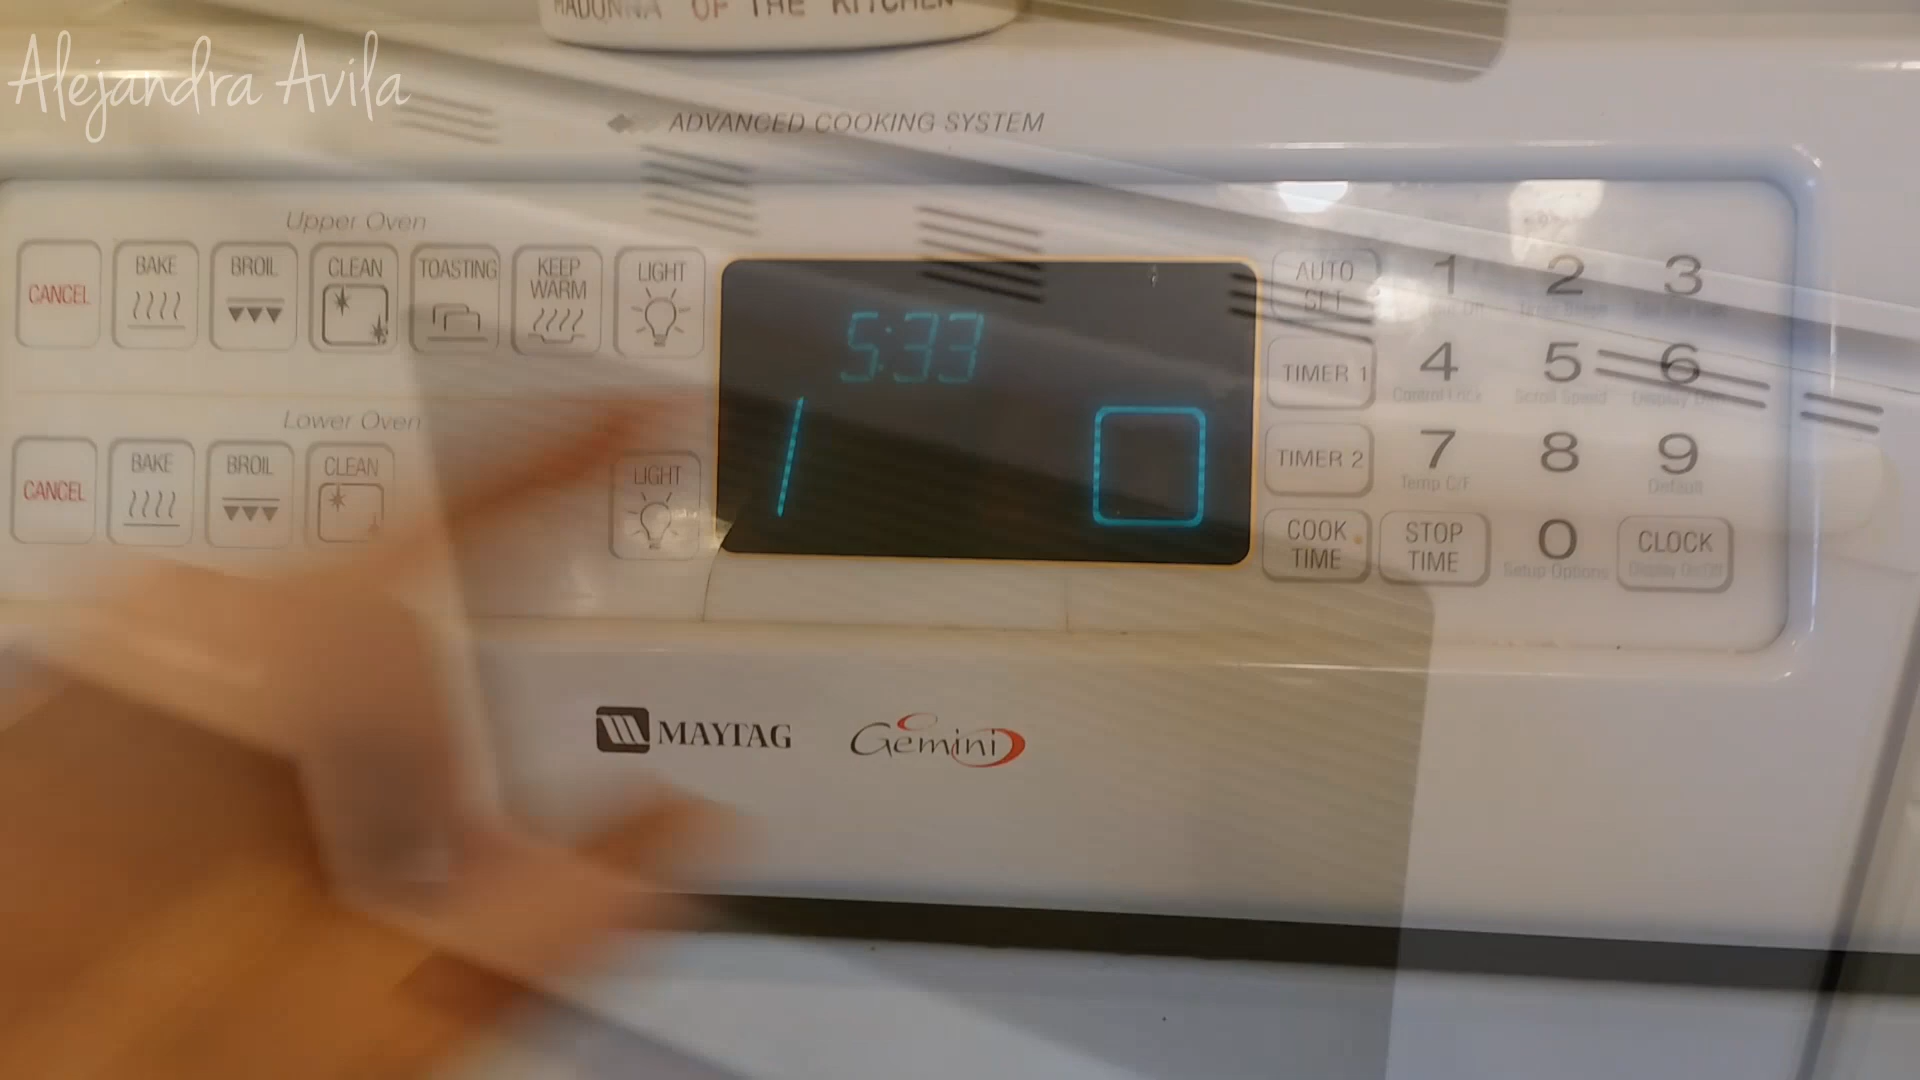 MADONNA OF THE KITCHEN
Alejandra Avila
ADVANCED COOKING SYSTEM
Upper Oven
CANCEL
BAKE
BROIL
CLEAN
TOASTING
KEEP WARM
LIGHT
5:33
AUTO SET
1
2
3
TIMER 1
4
5
6
Control Lock
Scroll Speed
Lower Oven
CANCEL
BAKE
BROIL
CLEAN
LIGHT
TIMER 2
7
8
9
Temp C/F
Default
COOK TIME
STOP TIME
0
CLOCK
Setup Options
Display On/Off
MAYTAG
Gemini